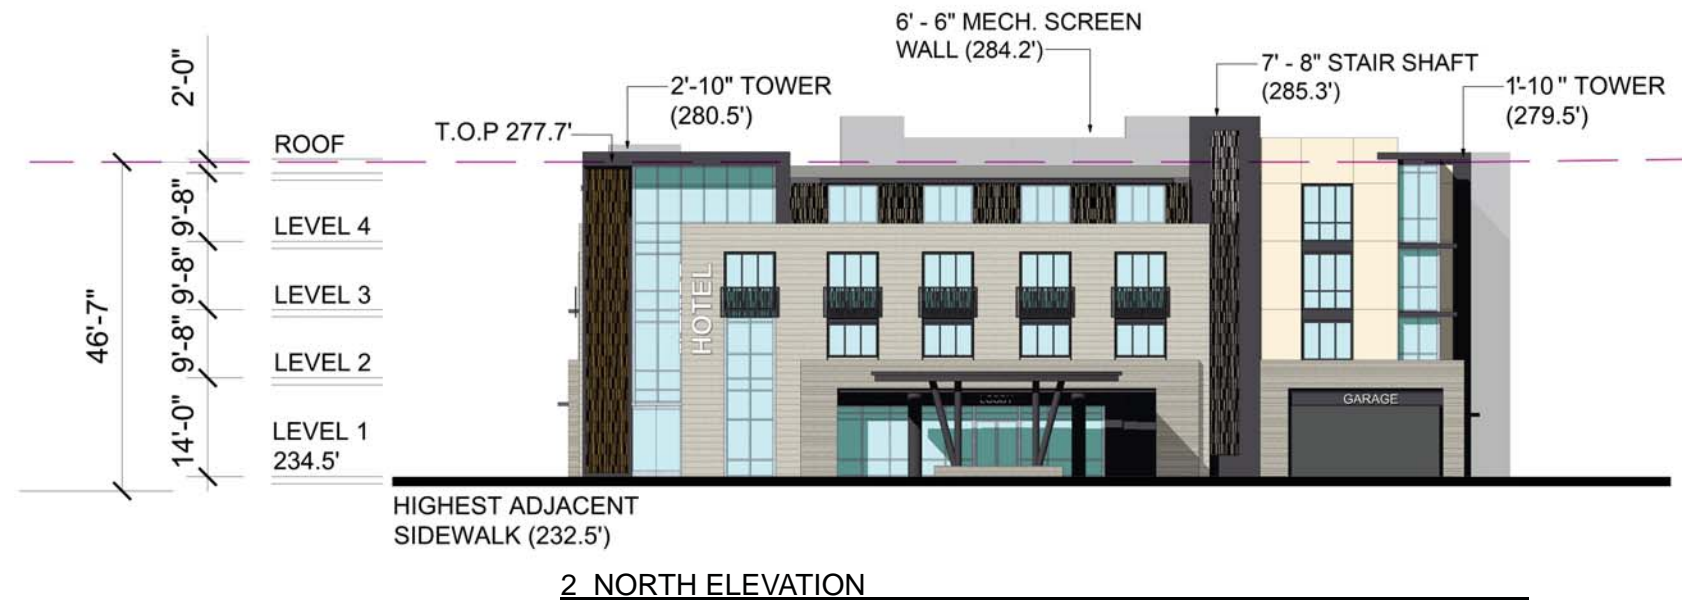 6' - 6" MECH. SCREEN
WALL (284.2')
7' - 8" STAIR SHAFT
(285.3')
2'-10" TOWER
(280.5')
1'-10 " TOWER
(279.5')
T.O.P 277.7'
2'-0"
ROOF
9'-8"
LEVEL 4
9'-8"
LEVEL 3
46'-7"
9'-8"
LEVEL 2
14'-0"
LEVEL 1
234.5'
HOTEL
LOBBY
GARAGE
HIGHEST ADJACENT
SIDEWALK (232.5')
2 NORTH ELEVATION